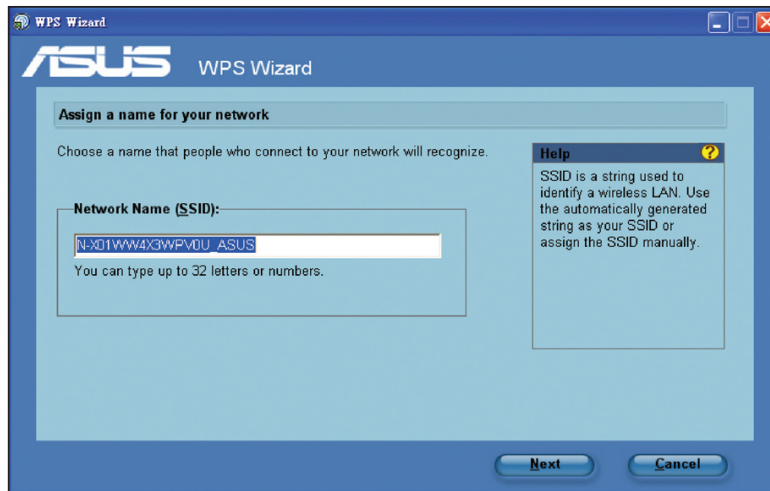 WPS Wizard
ASUS WPS Wizard
Assign a name for your network
Choose a name that people who connect to your network will recognize.
Network Name (SSID):
N-X01WW4X3WPV0U_ASUS
You can type up to 32 letters or numbers.
Help
SSID is a string used to
identify a wireless LAN. Use
the automatically generated
string as your SSID or
assign the SSID manually.
Next
Cancel